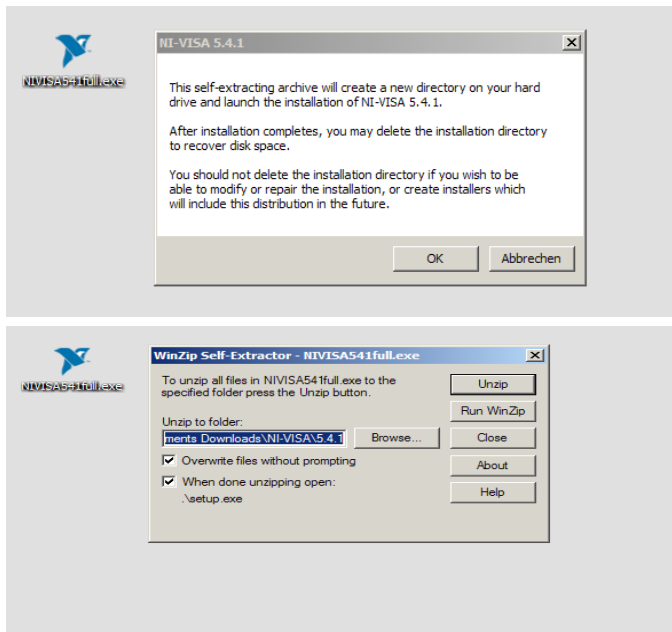 NIVISA541full.exe
NI-VISA 5.4.1
This self-extracting archive will create a new directory on your hard
drive and launch the installation of NI-VISA 5.4.1.
After installation completes, you may delete the installation directory
to recover disk space.
You should not delete the installation directory if you wish to be
able to modify or repair the installation, or create installers which
will include this distribution in the future.
OK
Abbrechen
NIVISA541full.exe
WinZip Self-Extractor - NIVISA541full.exe
To unzip all files in NIVISA541full.exe to the
specified folder press the Unzip button.
Unzip to folder:
ments Downloads\NI-VISA\5.4.1
Browse...
Overwrite files without prompting
When done unzipping open:
.\setup.exe
Unzip
Run WinZip
Close
About
Help